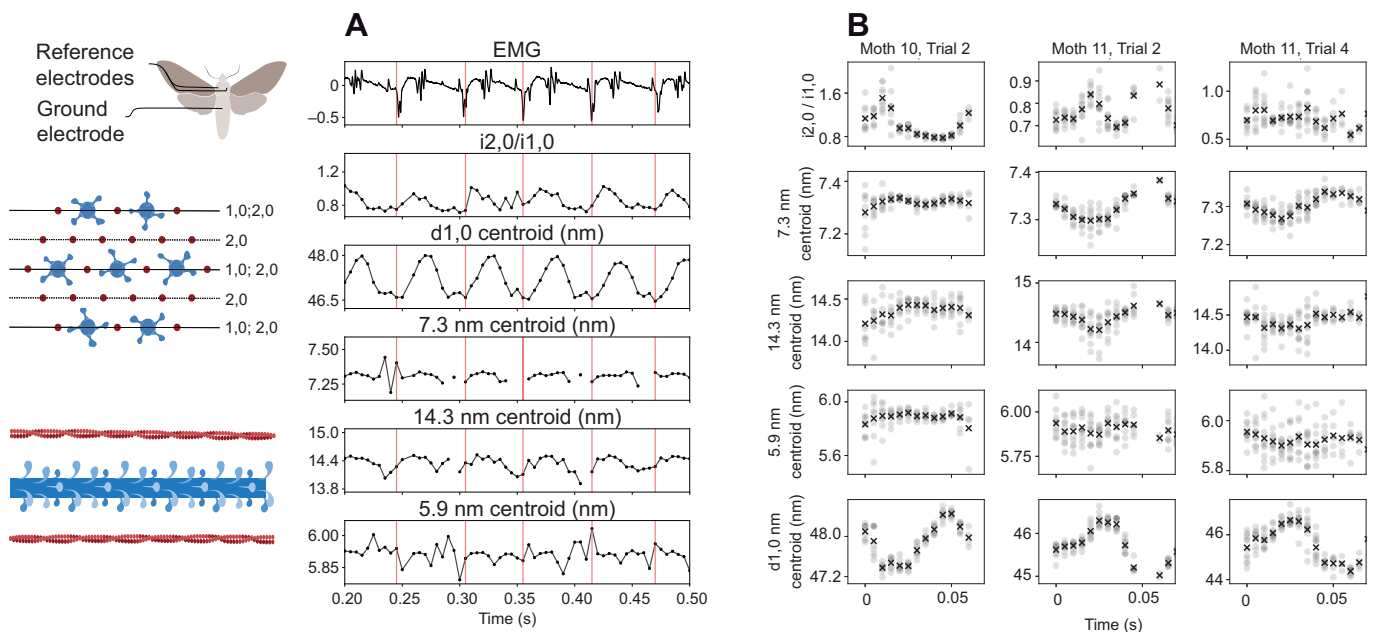 Reference
electrodes
Ground
electrode
1,0;2,0
2,0
1,0; 2,0
2,0
1,0; 2,0
A
EMG
0
−0.5
i2,0/i1,0
1.2
0.8
d1,0 centroid (nm)
48.0
46.5
7.3 nm centroid (nm)
7.50
7.25
14.3 nm centroid (nm)
15.0
14.4
13.8
5.9 nm centroid (nm)
6.00
5.85
0.20 0.25 0.30 0.35 0.40 0.45 0.50
Time (s)
B
Moth 10, Trial 2 Moth 11, Trial 2 Moth 11, Trial 4
i2,0 / i1,0
1.6
0.8
0.9
0.8
0.7
1.0
0.5
7.3 nm
centroid (nm)
7.4
7.2
7.4
7.3
7.3
7.2
14.3 nm
centroid (nm)
14.5
14.0
15
14
14.5
14.0
5.9 nm
centroid (nm)
6.0
5.6
6.00
5.75
6.0
5.8
d1,0 nm
centroid (nm)
48.0
47.2
46
45
46
44
0 0.05 0 0.05 0 0.05
Time (s)